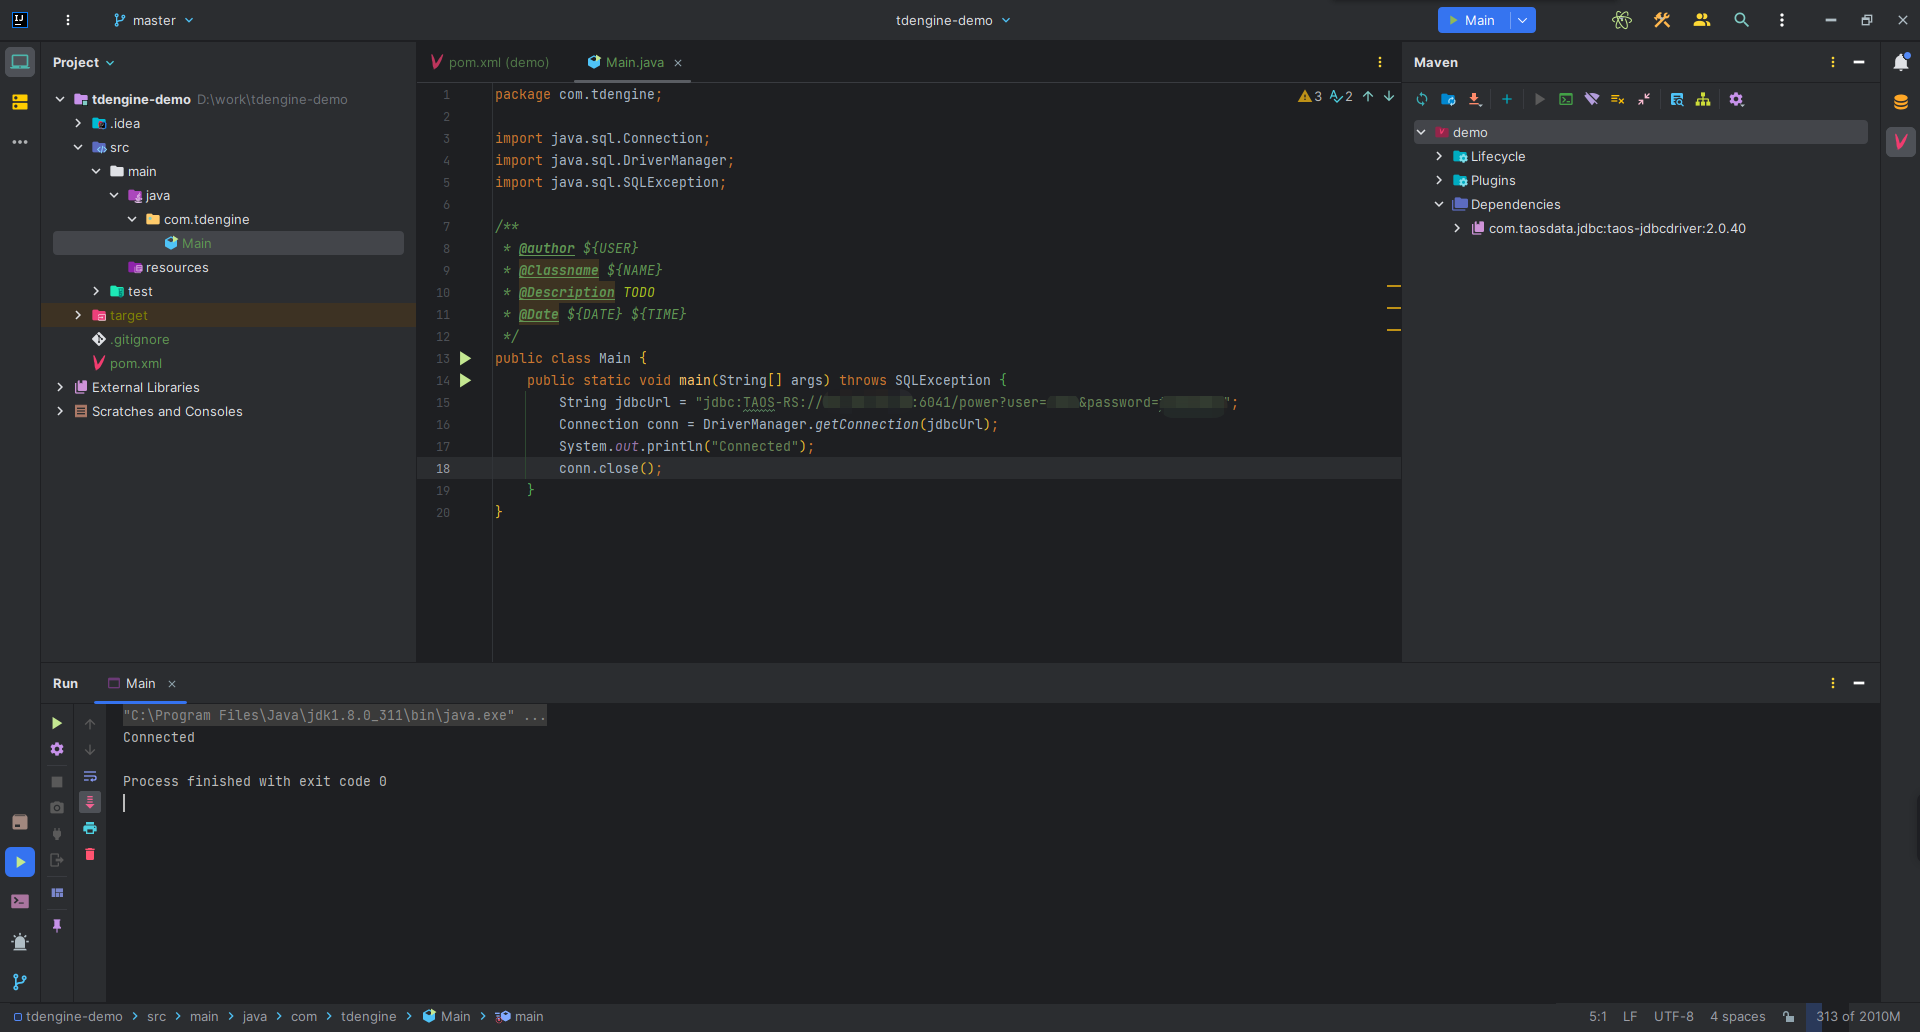 master
tdengine-demo
Main
Project
tdengine-demo D:\work\tdengine-demo
.idea
src
main
java
com.tdengine
Main
resources
test
target
.gitignore
pom.xml
External Libraries
Scratches and Consoles
pom.xml (demo)
Main.java
3 2
1 package com.tdengine;
2
3 import java.sql.Connection;
4 import java.sql.DriverManager;
5 import java.sql.SQLException;
6
7 /**
8 * @author ${USER}
9 * @Classname ${NAME}
10 * @Description TODO
11 * @Date ${DATE} ${TIME}
12 */
13 public class Main {
14 public static void main(String[] args) throws SQLException {
15 String jdbcUrl = "jdbc:TAOS-RS:// :6041/power?user= &password= ";
16 Connection conn = DriverManager.getConnection(jdbcUrl);
17 System.out.println("Connected");
18 conn.close();
19 }
20 }
Maven
demo
Lifecycle
Plugins
Dependencies
com.taosdata.jdbc:taos-jdbcdriver:2.0.40
Run
Main
"C:\Program Files\Java\jdk1.8.0_311\bin\java.exe" ...
Connected
Process finished with exit code 0
tdengine-demo > src > main > java > com > tdengine > Main > main
5:1 LF UTF-8 4 spaces 313 of 2010M